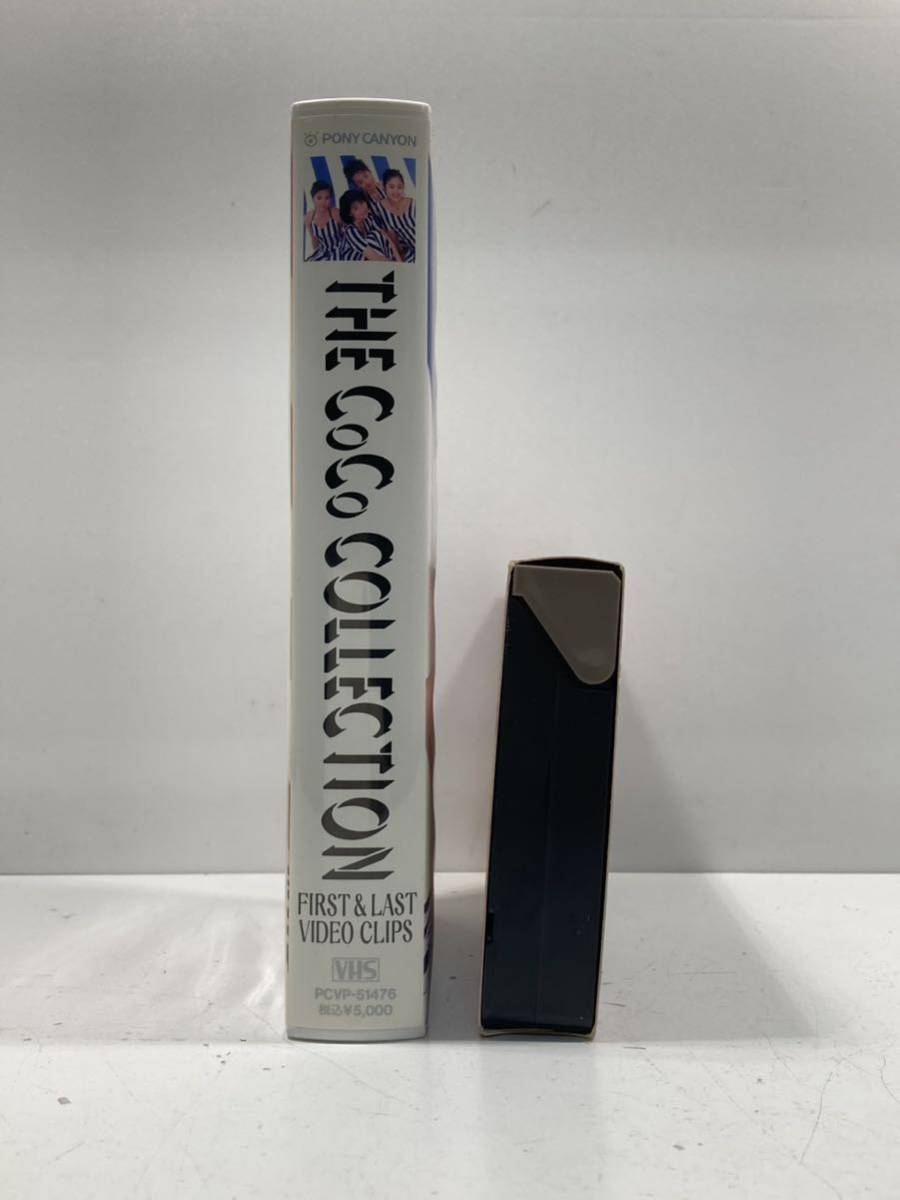 PONY CANYON
THE CoCo COLLECTION
FIRST & LAST
VIDEO CLIPS
VHS
PCVP-51476
税込¥5,000